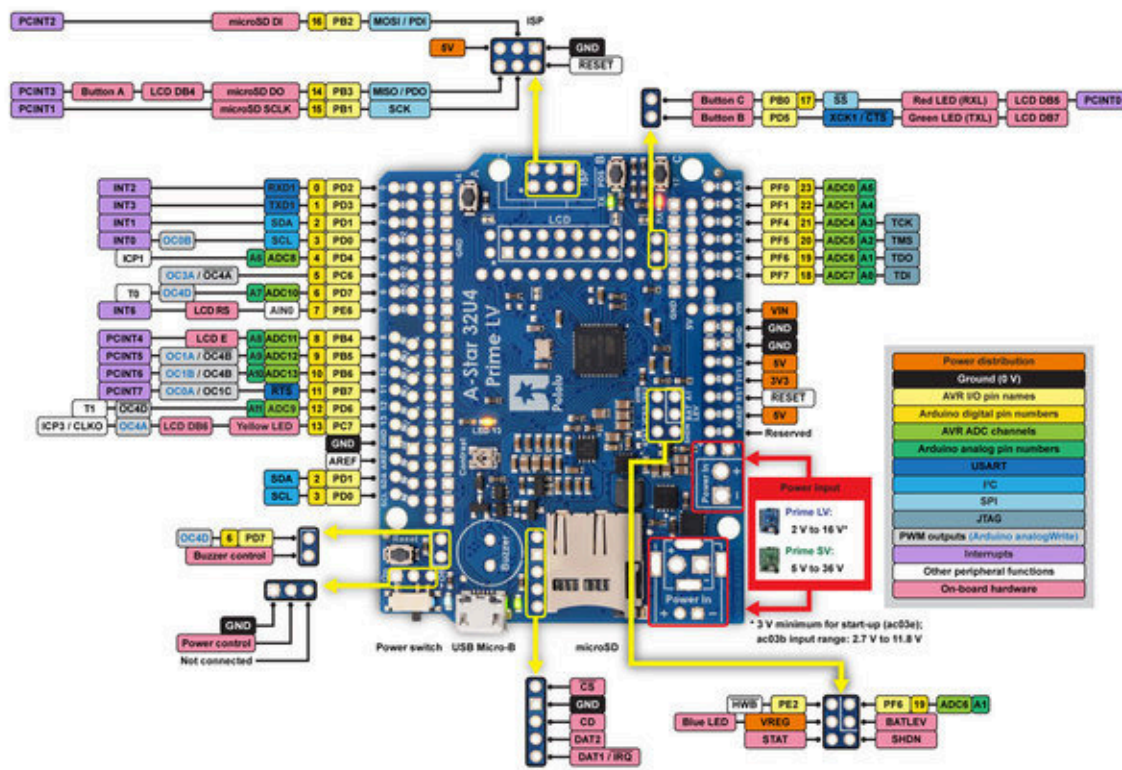 PCINT2 microSD DI 16 PB2 MOSI / PDI ISP
5V GND
RESET
PCINT3 Button A LCD DB4 microSD DO 14 PB3 MISO / PDO
PCINT1 microSD SCLK 15 PB1 SCK
Button C PB0 17 SS Red LED (RXL) LCD DB5 PCINT0
Button B PD5 XCK1 / CTS Green LED (TXL) LCD DB7
INT2 RXD1 0 PD2
INT3 TXD1 1 PD3
INT1 SDA 2 PD1
INT0 OC0B SCL 3 PD0
ICP1 A6 ADC8 4 PD4
OC3A / OC4A 5 PC6
T0 OC4D A7 ADC10 6 PD7
INT6 LCD RS AIN0 7 PE6
PCINT4 LCD E A8 ADC11 8 PB4
PCINT5 OC1A / OC4B A9 ADC12 9 PB5
PCINT6 OC1B / OC4B A10 ADC13 10 PB6
PCINT7 OC0A / OC1C RTS 11 PB7
T1 OC4D A11 ADC9 12 PD6
ICP3 / CLKO OC4A LCD DB6 Yellow LED 13 PC7
GND
AREF
SDA 2 PD1
SCL 3 PD0
A
B
C
ISP
LCD
A-Star 32U4
Prime LV
Pololu
Contrast
Reset
Buzzer
Power In
Power In
PF0 23 ADC0 A5
PF1 22 ADC1 A4
PF4 21 ADC4 A3 TCK
PF5 20 ADC5 A2 TMS
PF6 19 ADC6 A1 TDO
PF7 18 ADC7 A0 TDI
VIN
GND
GND
5V
3V3
RESET
5V
Reserved
Power distribution
Ground (0 V)
AVR I/O pin names
Arduino digital pin numbers
AVR ADC channels
Arduino analog pin numbers
USART
I²C
SPI
JTAG
PWM outputs (Arduino analogWrite)
Interrupts
Other peripheral functions
On-board hardware
Power input
Prime LV:
2 V to 16 V*
Prime SV:
5 V to 36 V
* 3 V minimum for start-up (ac03e);
ac03b input range: 2.7 V to 11.8 V
OC4D 6 PD7
Buzzer control
GND
Power control
Not connected
Power switch USB Micro-B microSD
CS
GND
CD
DAT2
DAT1 / IRQ
HWB PE2 PF6 19 ADC6 A1
Blue LED VREG BATLEV
STAT SHDN